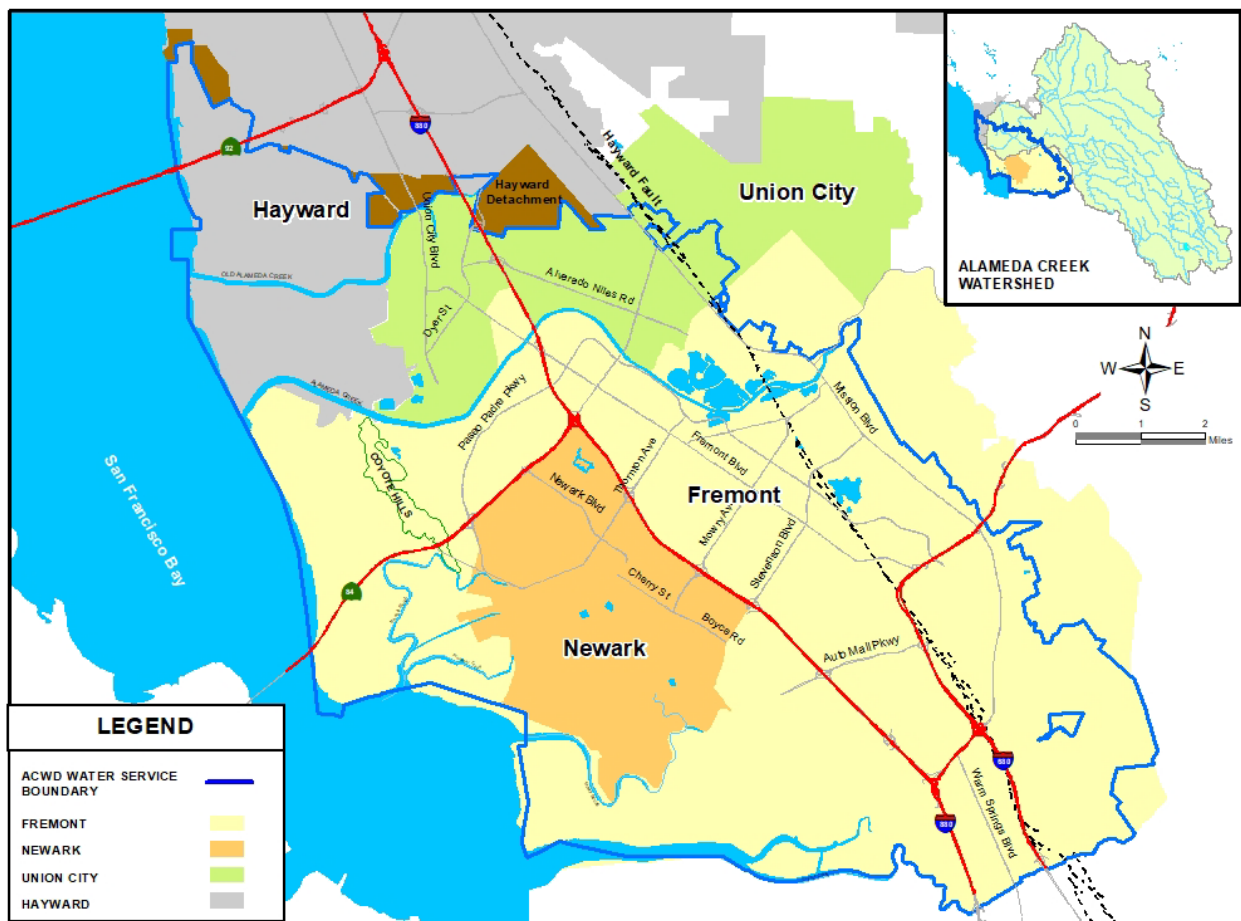 92
880
Hayward Fault
Hayward
Detachment
Union City
Hayward
Union City Blvd
OLD ALAMEDA CREEK
Alveredo Niles Rd
Dyer St
ALAMEDA CREEK
Paseo Padre Pkwy
Mission Blvd
COYOTE HILLS
Thornton Ave
Fremont Blvd
Newark Blvd
Fremont
Mowry Ave
Stevenson Blvd
San Francisco Bay
84
Cherry St
Boyce Rd
Newark
Auto Mall Pkwy
680
Warm Springs Blvd
880
ALAMEDA CREEK
WATERSHED
N
W
E
S
0
1
2
Miles
LEGEND
ACWD WATER SERVICE
BOUNDARY
FREMONT
NEWARK
UNION CITY
HAYWARD